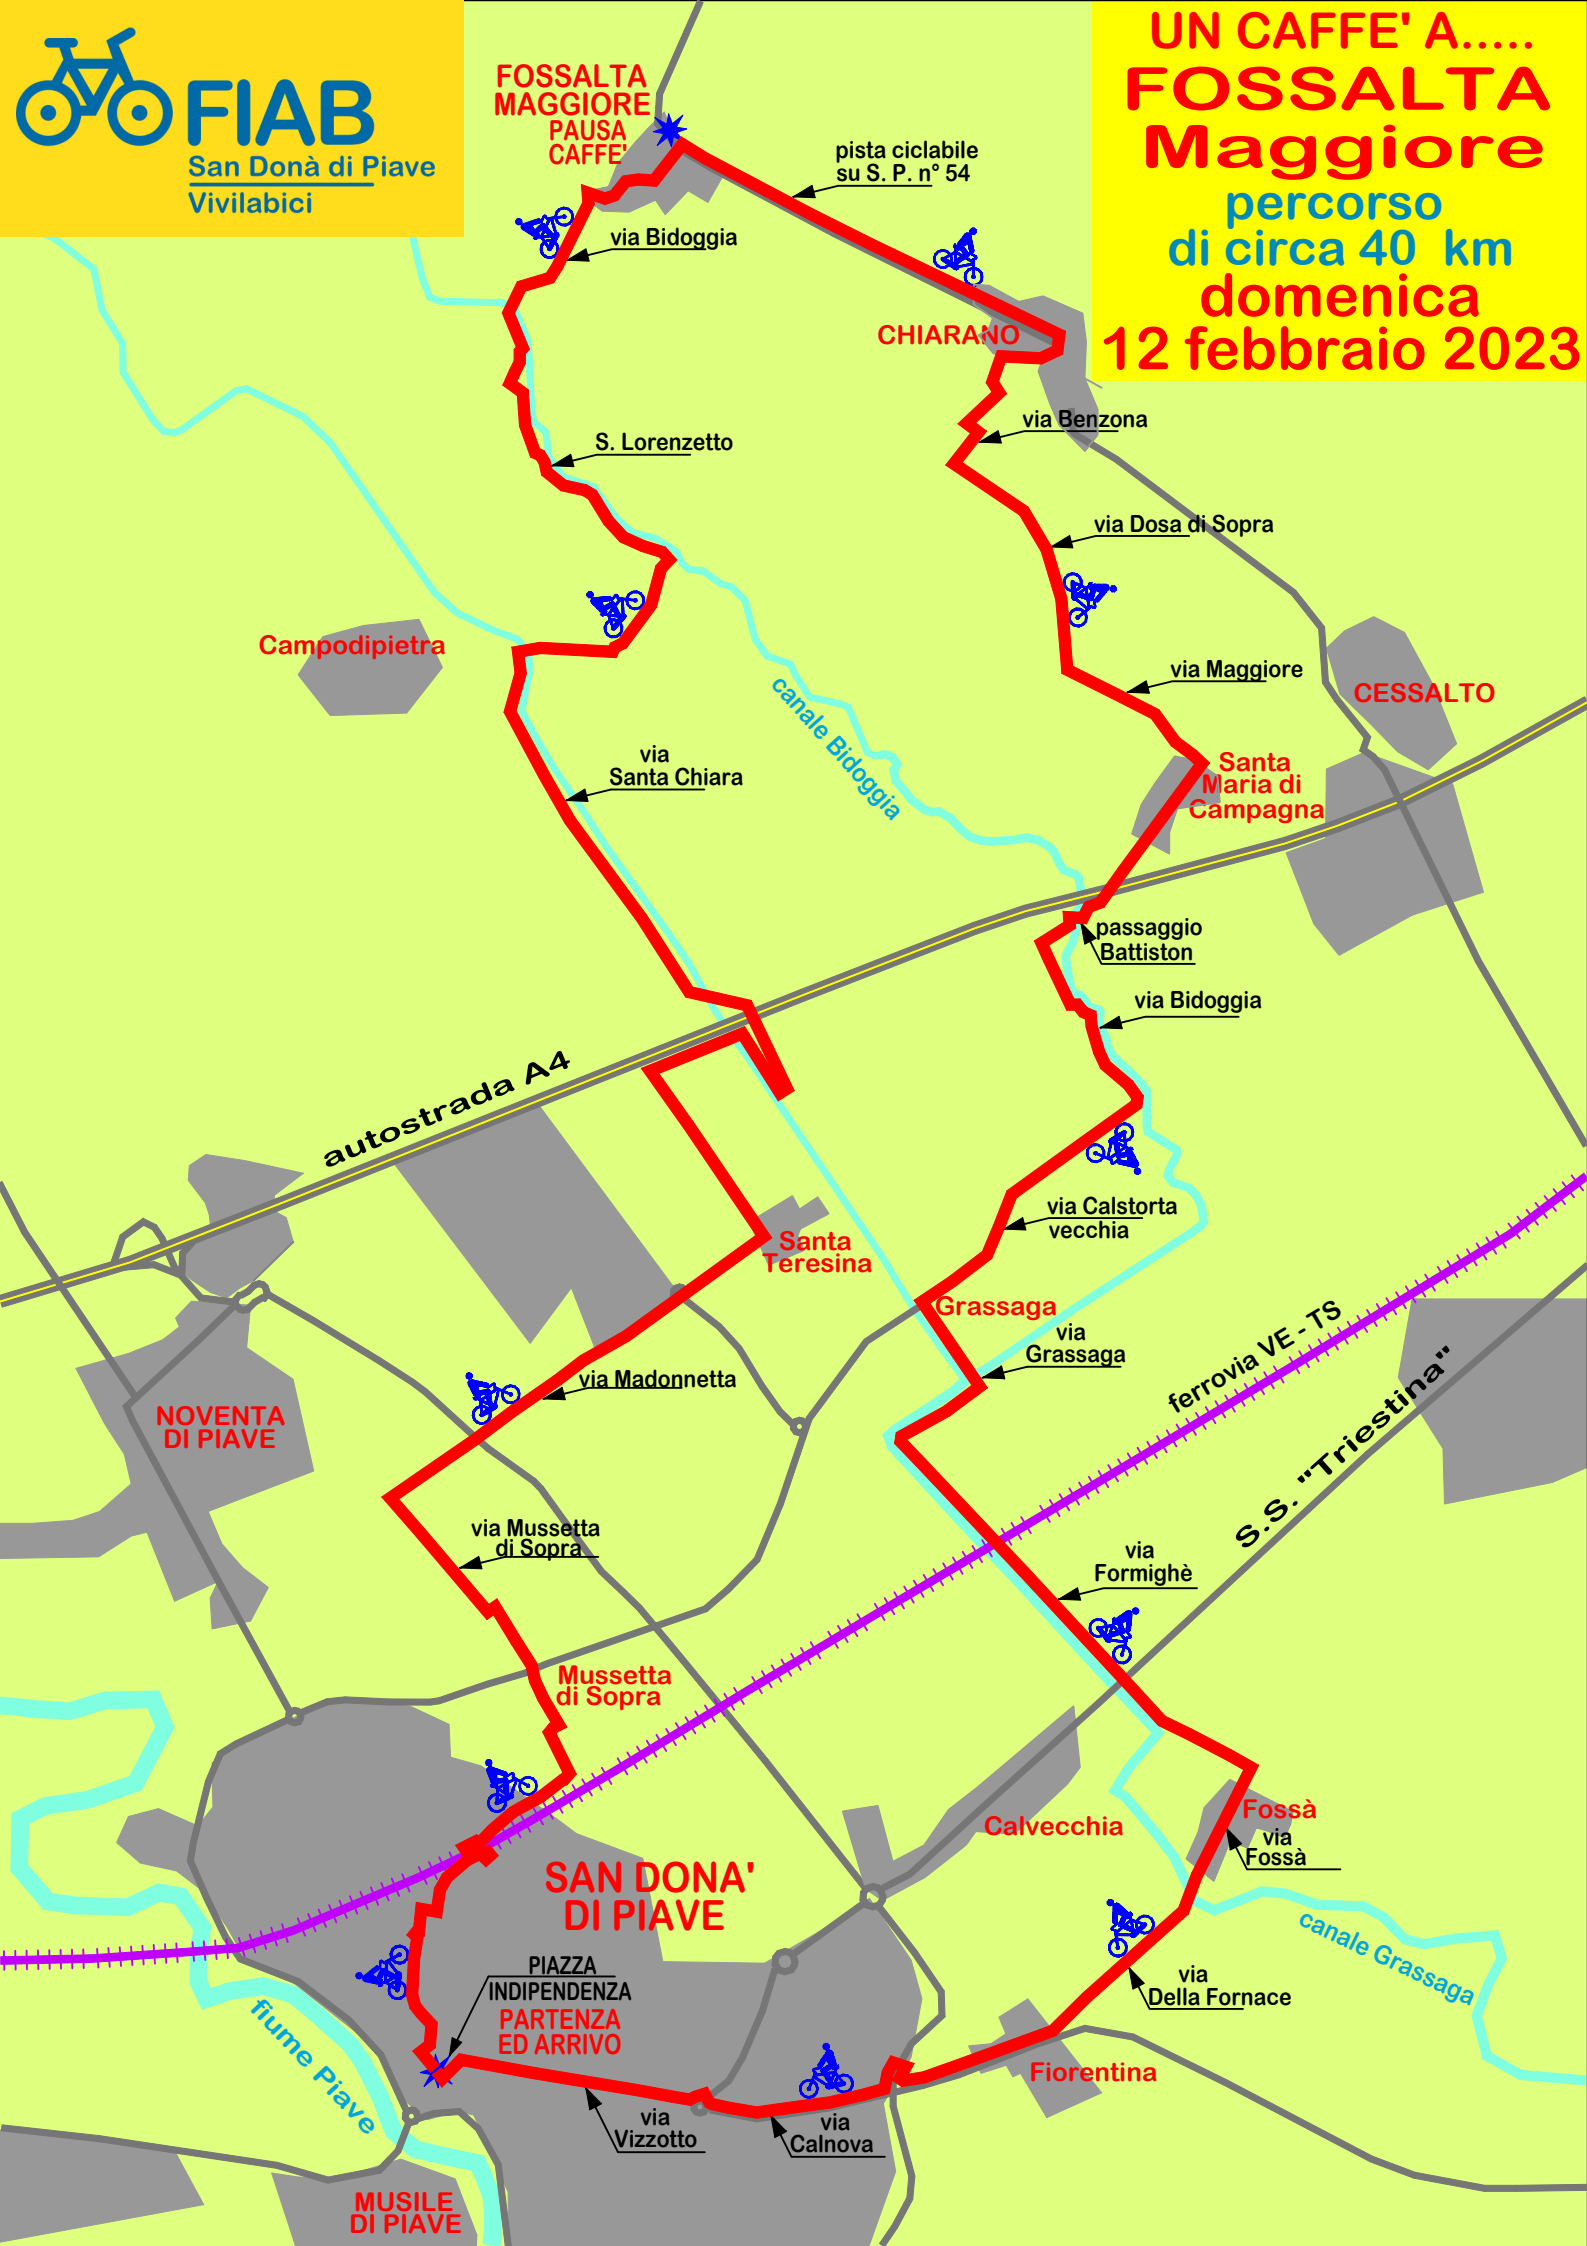 FIAB
San Donà di Piave
Vivilabici
UN CAFFE' A.....
FOSSALTA
Maggiore
percorso
di circa 40 km
domenica
12 febbraio 2023
FOSSALTA
MAGGIORE
PAUSA
CAFFE'
pista ciclabile
su S. P. n° 54
via Bidoggia
CHIARANO
via Benzona
S. Lorenzetto
via Dosa di Sopra
Campodipietra
via Maggiore
CESSALTO
canale Bidoggia
via
Santa Chiara
Santa
Maria di
Campagna
passaggio
Battiston
via Bidoggia
autostrada A4
via Calstorta
vecchia
Santa
Teresina
Grassaga
via
Grassaga
ferrovia VE - TS
via Madonnetta
S.S. "Triestina"
NOVENTA
DI PIAVE
via Mussetta
di Sopra
via
Formighè
Mussetta
di Sopra
Fossà
via
Fossà
Calvecchia
SAN DONA'
DI PIAVE
canale Grassaga
PIAZZA
INDIPENDENZA
PARTENZA
ED ARRIVO
via
Della Fornace
fiume Piave
Fiorentina
via
Vizzotto
via
Calnova
MUSILE
DI PIAVE